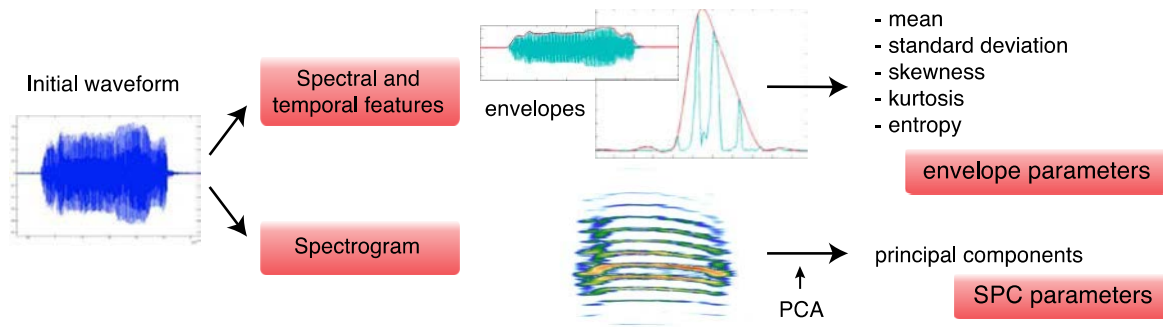 Initial waveform
Spectral and
temporal features
Spectrogram
envelopes
- mean
- standard deviation
- skewness
- kurtosis
- entropy
envelope parameters
PCA
principal components
SPC parameters